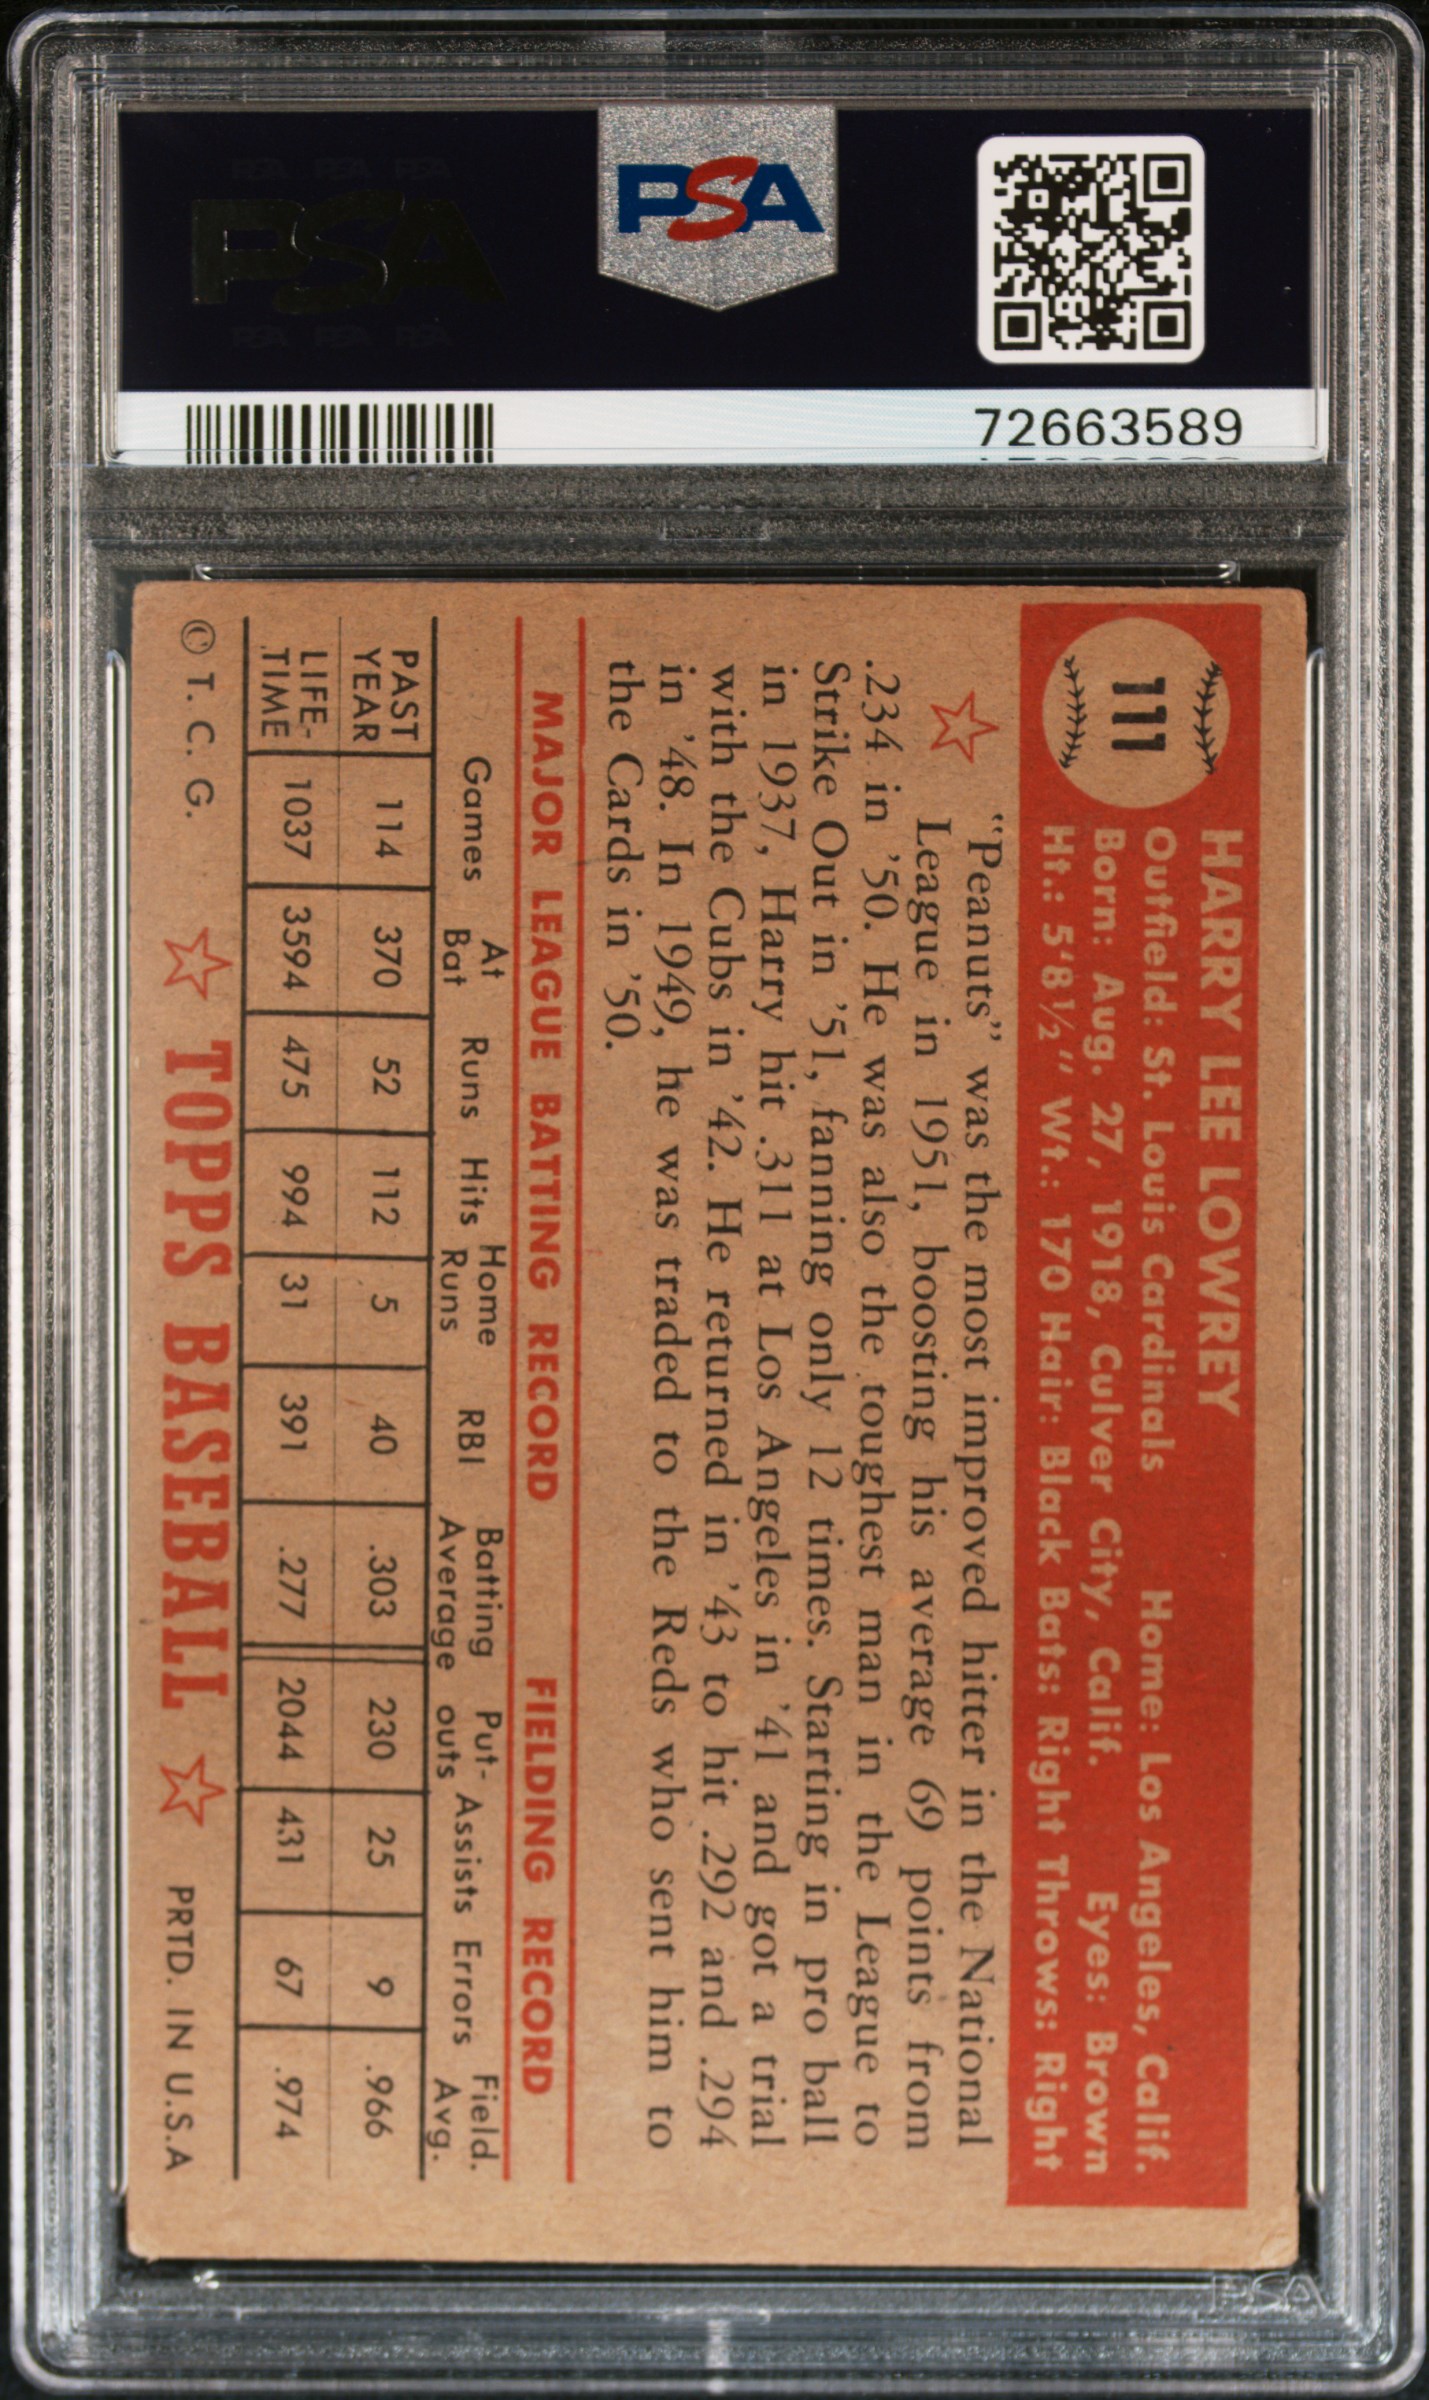 PSA
PSA PSA PSA
PSA
PSA PSA PSA
72663589
111
HARRY LEE LOWREY
Outfield: St. Louis Cardinals Home: Los Angeles, Calif.
Born: Aug. 27, 1918, Culver City, Calif. Eyes: Brown
Ht.: 5'8½" Wt.: 170 Hair: Black Bats: Right Throws: Right
"Peanuts" was the most improved hitter in the National
League in 1951, boosting his average 69 points from
.234 in '50. He was also the toughest man in the League to
Strike Out in '51, fanning only 12 times. Starting in pro ball
in 1937, Harry hit .311 at Los Angeles in '41 and got a trial
with the Cubs in '42. He returned in '43 to hit .292 and .294
in '48. In 1949, he was traded to the Reds who sent him to
the Cards in '50.
MAJOR LEAGUE BATTING RECORD FIELDING RECORD
Games At Bat Runs Hits Home Runs RBI Batting Average Put-outs Assists Errors Field. Avg.
PAST YEAR 114 370 52 112 5 40 .303 230 25 9 .966
LIFE-TIME 1037 3594 475 994 31 391 .277 2044 431 67 .974
© T. C. G. TOPPS BASEBALL PRTD. IN U.S.A
PSA